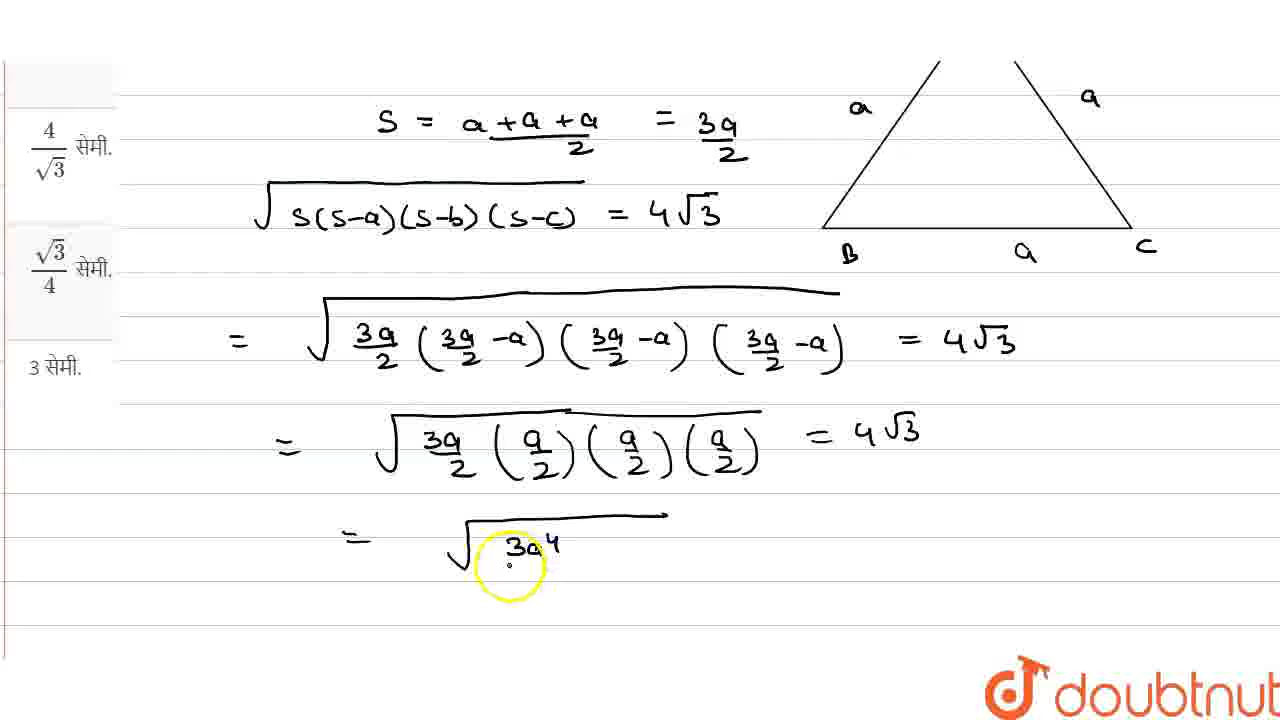 4/√3 सेमी.
√3/4 सेमी.
3 सेमी.
S = a + a + a / 2 = 3a/2
√s(s-a)(s-b)(s-c) = 4√3
= √3a/2 (3a/2 -a) (3a/2 -a) (3a/2 -a) = 4√3
= √3a/2 (a/2) (a/2) (a/2) = 4√3
= √3a⁴
a
a
B
a
C
doubtnut